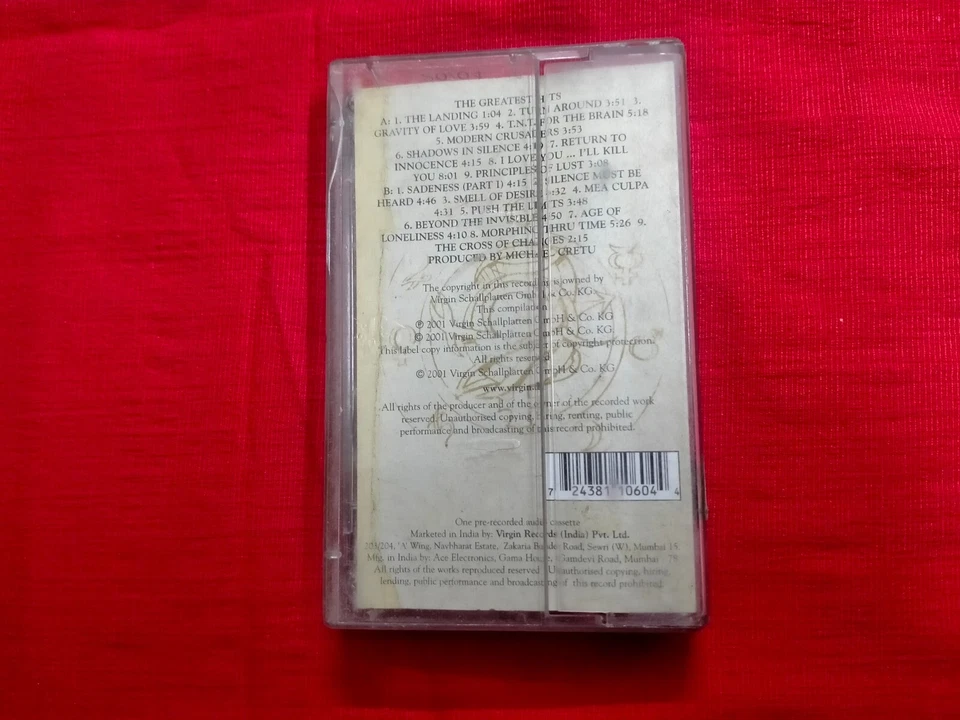 THE GREATEST HITS
A: 1. THE LANDING 1:04 2. TURN AROUND 3:51 3.
GRAVITY OF LOVE 3:59 4. T.N.T. FOR THE BRAIN 5:18
5. MODERN CRUSADERS 3:53
6. SHADOWS IN SILENCE 7. RETURN TO
INNOCENCE 4:15 8. I LOVE YOU ... I'LL KILL
YOU 8:01 9. PRINCIPLES OF LUST 3:08
B: 1. SADENESS (PART 1) 4:15 2. SILENCE MUST BE
HEARD 4:46 3. SMELL OF DESIRE 4. MEA CULPA
4:31 5. PUSH THE LIMITS 3:48
6. BEYOND THE INVISIBLE 4:50 7. AGE OF
LONELINESS 4:10 8. MORPHING THRU TIME 5:26 9.
THE CROSS OF CHANGES 2:15
PRODUCED BY MICHAEL CRETU
The copyright in this recording is owned by
Virgin Schallplatten GmbH & Co. KG
This compilation
℗ 2001 Virgin Schallplatten GmbH & Co. KG
© 2001 Virgin Schallplatten GmbH & Co. KG.
This label copy information is the subject of copyright protection.
All rights reserved
© 2001 Virgin Schallplatten GmbH & Co. KG
All rights of the producer and of the owner of the recorded work
reserved. Unauthorised copying, hiring, renting, public
performance and broadcasting of this record prohibited.
7 24381 10604 4
One pre-recorded audio cassette
Marketed in India by: Virgin Records (India) Pvt. Ltd.
203/204, 'A' Wing, Navbharat Estate, Zakaria Bunder Road, Sewri (W), Mumbai 15.
Mfg. in India by: Ace Electronics, Gama House, Gamdevi Road, Mumbai 78
All rights of the works reproduced reserved. Unauthorised copying, hiring,
lending, public performance and broadcasting of this record prohibited.